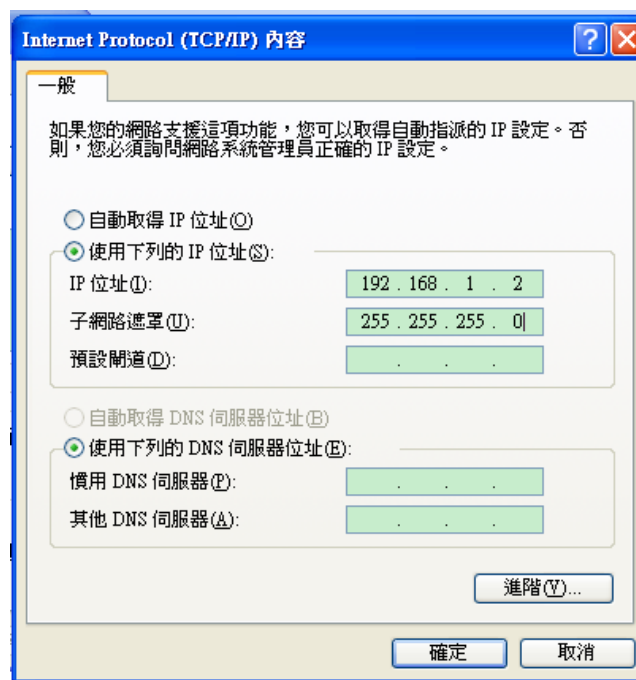 Internet Protocol (TCP/IP) 內容
一般
如果您的網路支援這項功能，您可以取得自動指派的 IP 設定。否
則，您必須詢問網路系統管理員正確的 IP 設定。
自動取得 IP 位址(O)
使用下列的 IP 位址(S):
IP 位址(I): 192 . 168 . 1 . 2
子網路遮罩(U): 255 . 255 . 255 . 0
預設閘道(D): . . .
自動取得 DNS 伺服器位址(B)
使用下列的 DNS 伺服器位址(E):
慣用 DNS 伺服器(P): . . .
其他 DNS 伺服器(A): . . .
進階(V)...
確定 取消